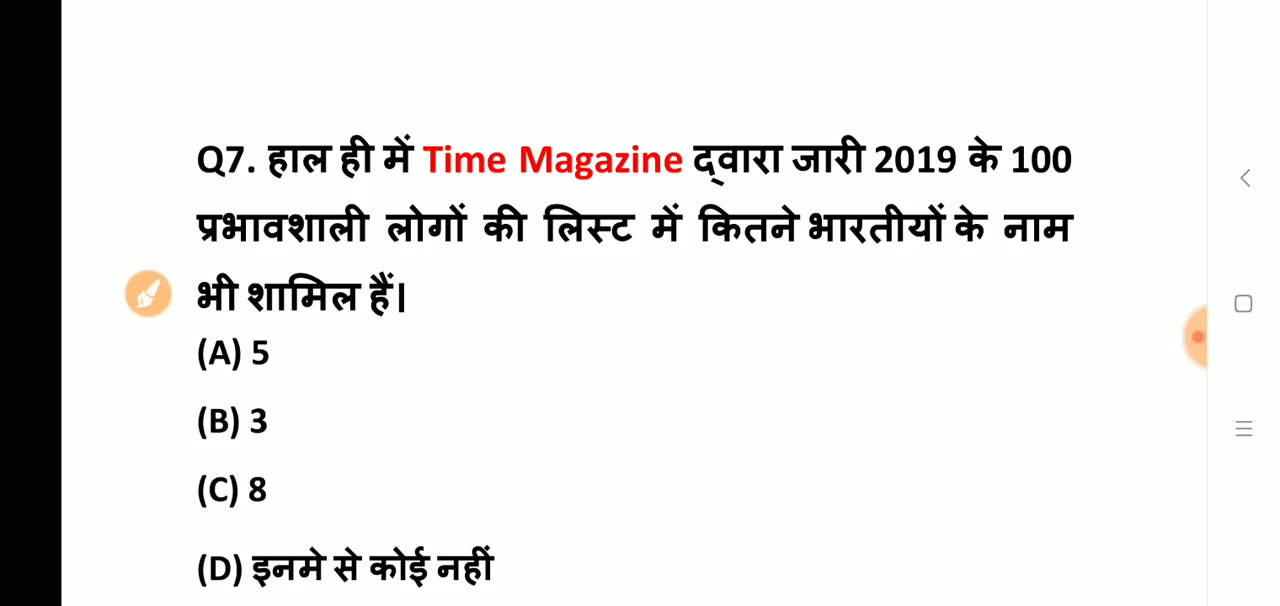 Q7. हाल ही में Time Magazine द्वारा जारी 2019 के 100
प्रभावशाली लोगों की लिस्ट में कितने भारतीयों के नाम
भी शामिल हैं।
(A) 5
(B) 3
(C) 8
(D) इनमे से कोई नहीं